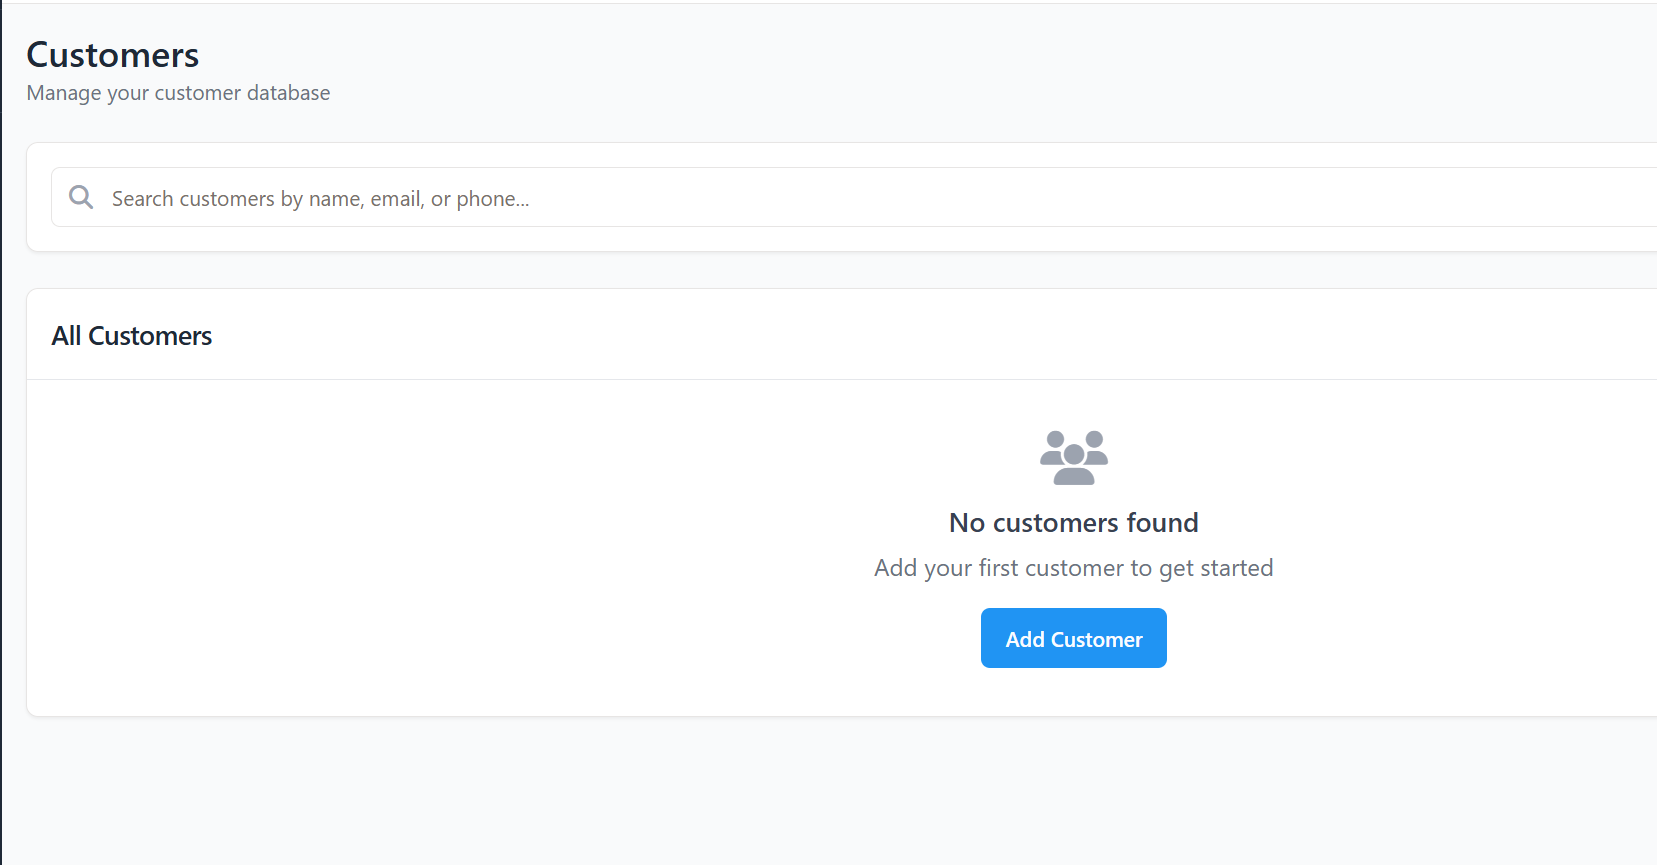 Customers
Manage your customer database
Search customers by name, email, or phone...
All Customers
No customers found
Add your first customer to get started
Add Customer